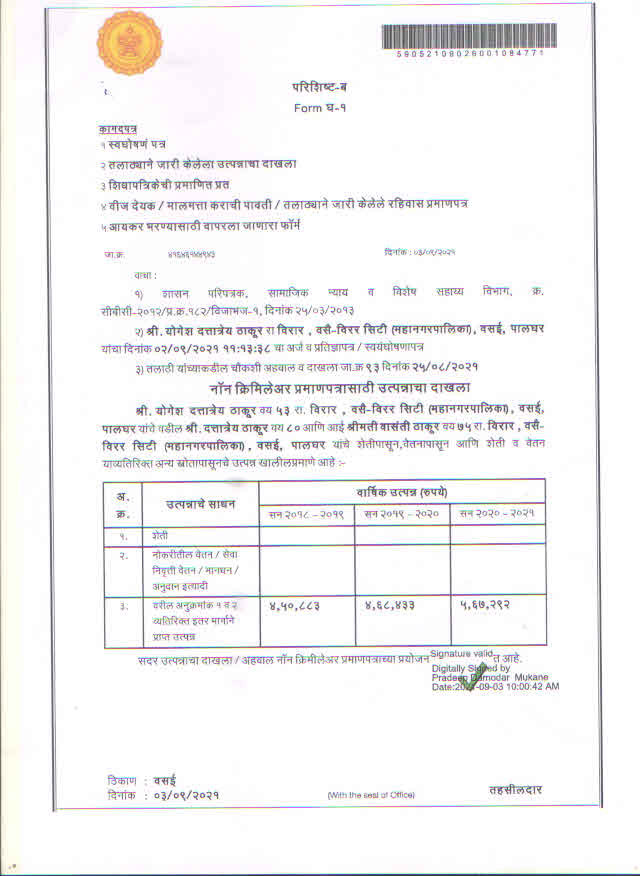 59052109029001084771
परिशिष्ट-ब
Form घ-१
कागदपत्र
१ स्वघोषणं पत्र
२ तलाठ्याने जारी केलेला उत्पन्नाचा दाखला
३ शिधापत्रिकेची प्रमाणित प्रत
४ वीज देयक / मालमत्ता कराची पावती / तलाठ्याने जारी केलेले रहिवास प्रमाणपत्र
५ आयकर भरण्यासाठी वापरला जाणारा फॉर्म
जा.क्र. ४१६४६१४४९४३ दिनांक : ०३/०९/२०२१
वाचा :
१) शासन परिपत्रक, सामाजिक न्याय व विशेष सहाय्य विभाग, क्र.
सीबीसी-२०१२/प्र.क्र.१८२/विजाभज-१, दिनांक २५/०३/२०१३
२) श्री. योगेश दत्तात्रेय ठाकूर रा विरार , वसै-विरर सिटी (महानगरपालिका) , वसई, पालघर
यांचा दिनांक ०२/०९/२०२१ ११:१३:३८ चा अर्ज व प्रतिज्ञापत्र / स्वयंघोषणापत्र
३) तलाठी यांच्याकडील चौकशी अहवाल व दाखला जा.क्र ९३ दिनांक २५/०८/२०२१
नॉन क्रिमिलेअर प्रमाणपत्रासाठी उत्पन्नाचा दाखला
श्री. योगेश दत्तात्रेय ठाकूर वय ५३ रा. विरार , वसै-विरर सिटी (महानगरपालिका) , वसई,
पालघर यांचे वडील श्री. दत्तात्रेय ठाकूर वय ८० आणि आई श्रीमती वासंती ठाकूर वय ७५ रा. विरार , वसै-
विरर सिटी (महानगरपालिका) , वसई, पालघर यांचे शेतीपासून,वेतनापासून आणि शेती व वेतन
याव्यतिरिक्त अन्य स्रोतापासूनचे उत्पन्न खालीलप्रमाणे आहे :-
अ. क्र. उत्पन्नाचे साधन वार्षिक उत्पन्न (रुपये)
सन २०१८ – २०१९ सन २०१९ – २०२० सन २०२० – २०२१
१. शेती
२. नोकरीतील वेतन / सेवा
निवृत्ती वेतन / मानधन /
अनुदान इत्यादी
३. वरील अनुक्रमांक १ व २ ४,५०,८८३ ४,६८,४३३ ५,६७,२९२
व्यतिरिक्त इतर मार्गाने
प्राप्त उत्पन्न
सदर उत्पन्नाचा दाखला / अहवाल नॉन क्रिमीलेअर प्रमाणपत्राच्या प्रयोजन त आहे.
Signature valid
Digitally Signed by
Pradeep Damodar Mukane
Date:2021-09-03 10:00:42 AM
ठिकाण : वसई
दिनांक : ०३/०९/२०२१
(With the seal of Office)
तहसीलदार